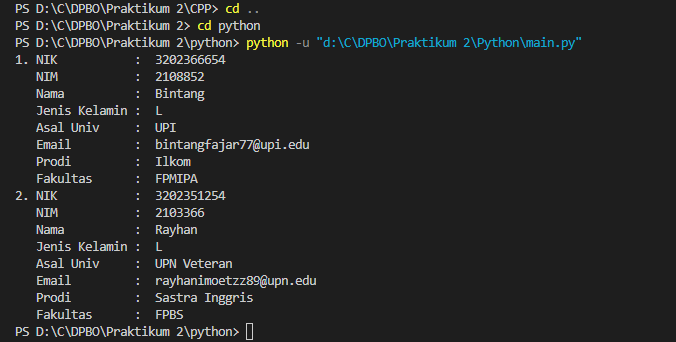 PS D:\C\DPBO\Praktikum 2\CPP> cd ..
PS D:\C\DPBO\Praktikum 2> cd python
PS D:\C\DPBO\Praktikum 2\python> python -u "d:\C\DPBO\Praktikum 2\Python\main.py"
1. NIK : 3202366654
NIM : 2108852
Nama : Bintang
Jenis Kelamin : L
Asal Univ : UPI
Email : bintangfajar77@upi.edu
Prodi : Ilkom
Fakultas : FPMIPA
2. NIK : 3202351254
NIM : 2103366
Nama : Rayhan
Jenis Kelamin : L
Asal Univ : UPN Veteran
Email : rayhanimoetzz89@upn.edu
Prodi : Sastra Inggris
Fakultas : FPBS
PS D:\C\DPBO\Praktikum 2\python>